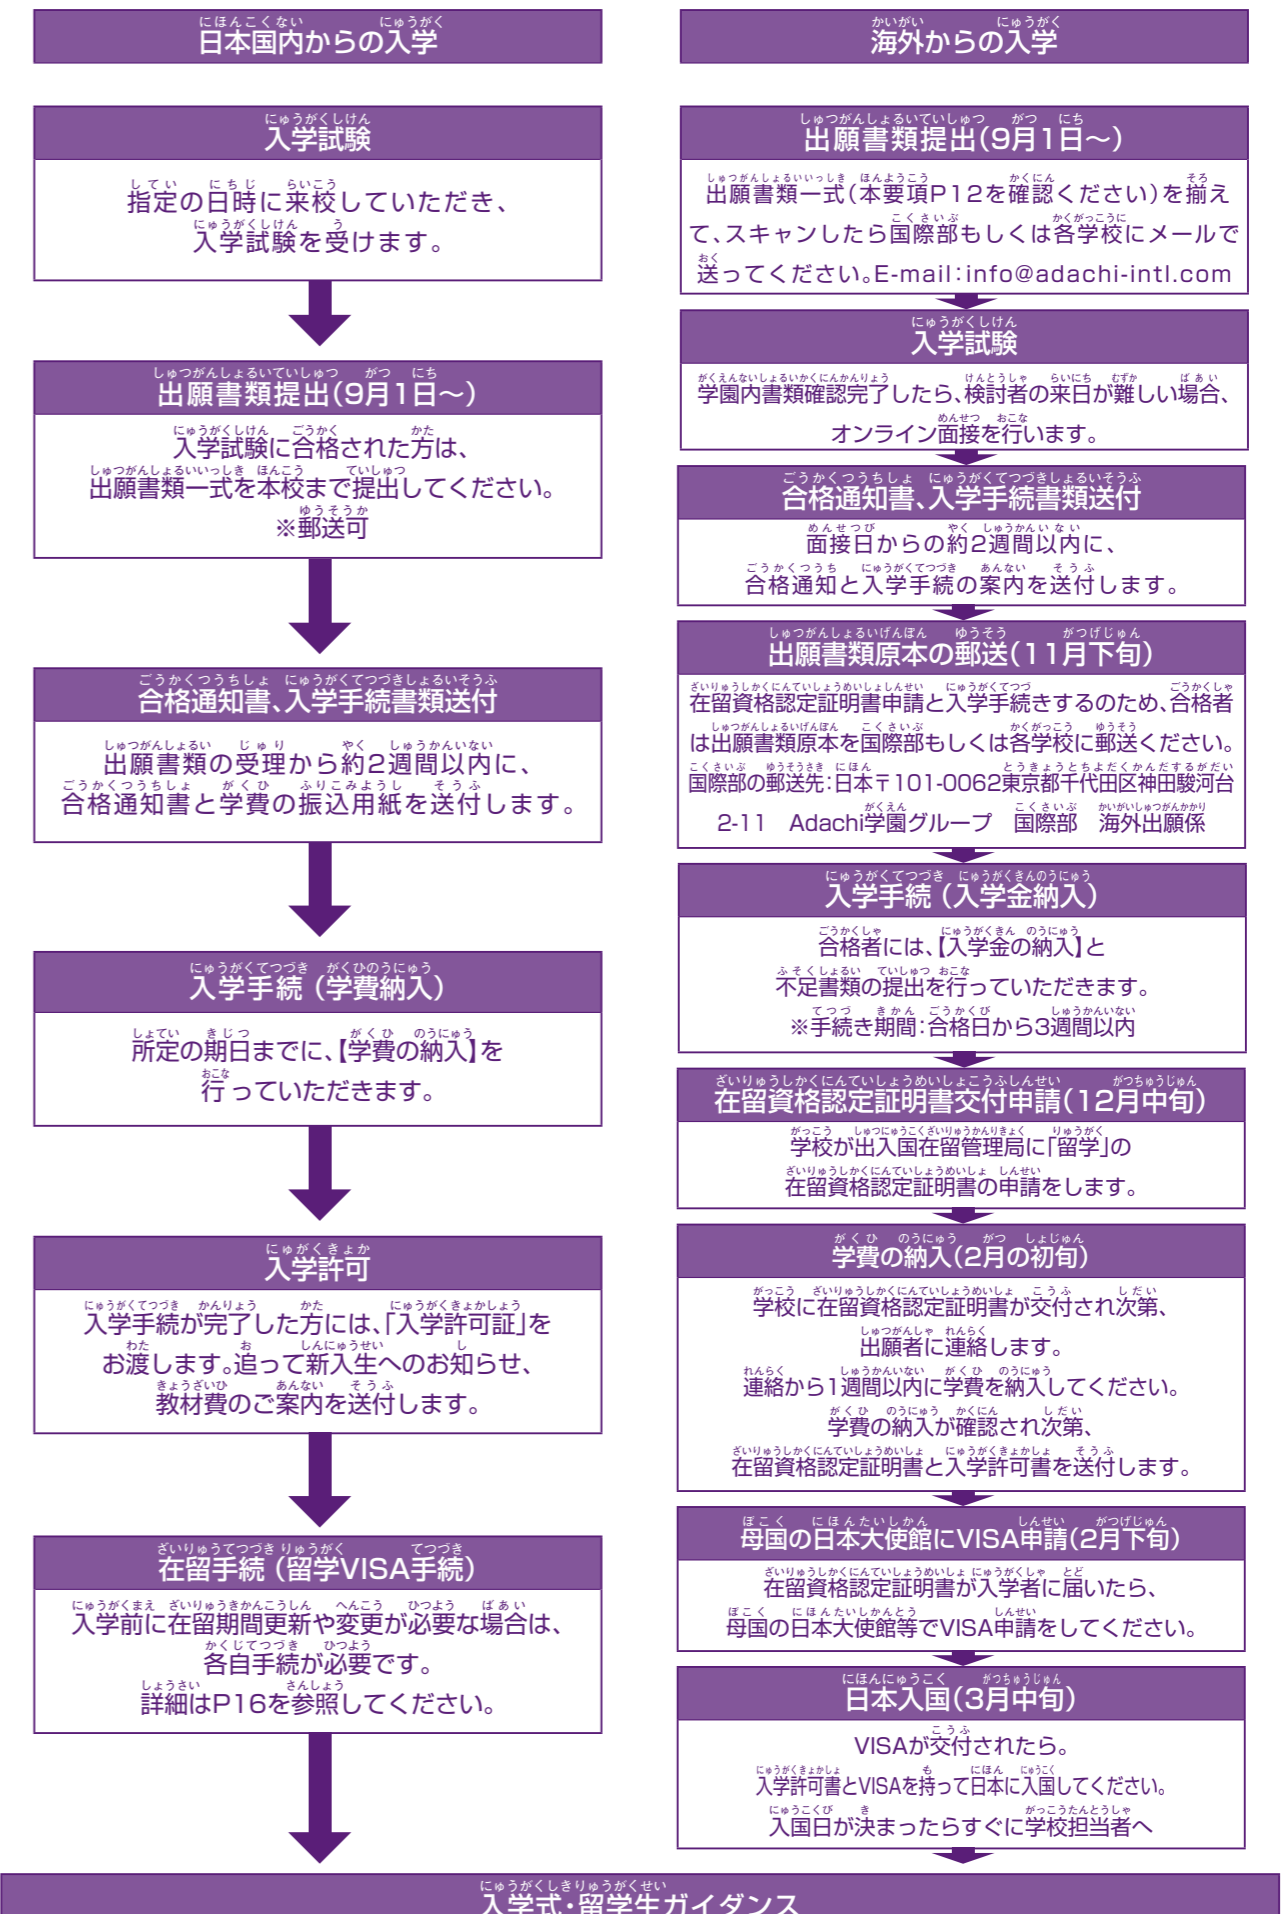 日本国内からの入学
入学試験
指定の日時に来校していただき、
入学試験を受けます。
出願書類提出(9月1日～)
入学試験に合格された方は、
出願書類一式を本校まで提出してください。
※郵送可
合格通知書、入学手続書類送付
出願書類の受理から約2週間以内に、
合格通知書と学費の振込用紙を送付します。
入学手続(学費納入)
所定の期日までに、【学費の納入】を
行っていただきます。
入学許可
入学手続が完了した方には、「入学許可証」を
お渡します。追って新入生へのお知らせ、
教材費のご案内を送付します。
在留手続(留学VISA手続)
入学前に在留期間更新や変更が必要な場合は、
各自手続が必要です。
詳細はP16を参照してください。
海外からの入学
出願書類提出(9月1日～)
出願書類一式(本要項P12を確認ください)を揃え
て、スキャンしたら国際部もしくは各学校にメールで
送ってください。E-mail:info@adachi-intl.com
入学試験
学園内書類確認完了したら、検討者の来日が難しい場合、
オンライン面接を行います。
合格通知書、入学手続書類送付
面接日からの約2週間以内に、
合格通知と入学手続の案内を送付します。
出願書類原本の郵送(11月下旬)
在留資格認定証明書申請と入学手続きするのため、合格者
は出願書類原本を国際部もしくは各学校に郵送ください。
国際部の郵送先:日本〒101-0062東京都千代田区神田駿河台
2-11 Adachi学園グループ 国際部 海外出願係
入学手続(入学金納入)
合格者には、【入学金の納入】と
不足書類の提出を行っていただきます。
※手続き期間:合格日から3週間以内
在留資格認定証明書交付申請(12月中旬)
学校が出入国在留管理局に「留学」の
在留資格認定証明書の申請をします。
学費の納入(2月の初旬)
学校に在留資格認定証明書が交付され次第、
出願者に連絡します。
連絡から1週間以内に学費を納入してください。
学費の納入が確認され次第、
在留資格認定証明書と入学許可書を送付します。
母国の日本大使館にVISA申請(2月下旬)
在留資格認定証明書が入学者に届いたら、
母国の日本大使館等でVISA申請をしてください。
日本入国(3月中旬)
VISAが交付されたら。
入学許可書とVISAを持って日本に入国してください。
入国日が決まったらすぐに学校担当者へ
入学式・留学生ガイダンス